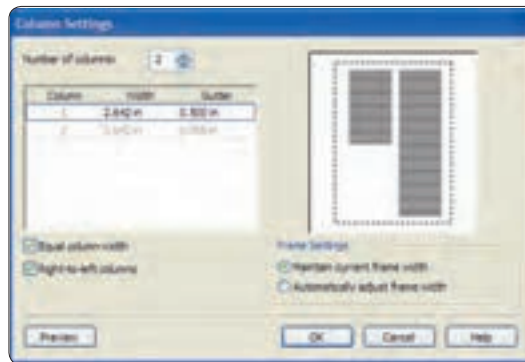 Column Settings
Number of columns: 2
Column Width Gutter
1 2.642 in 0.500 in
2
Equal column width
Right-to-left columns
Frame Settings
Maintain current frame width
Automatically adjust frame width
Preview OK Cancel Help